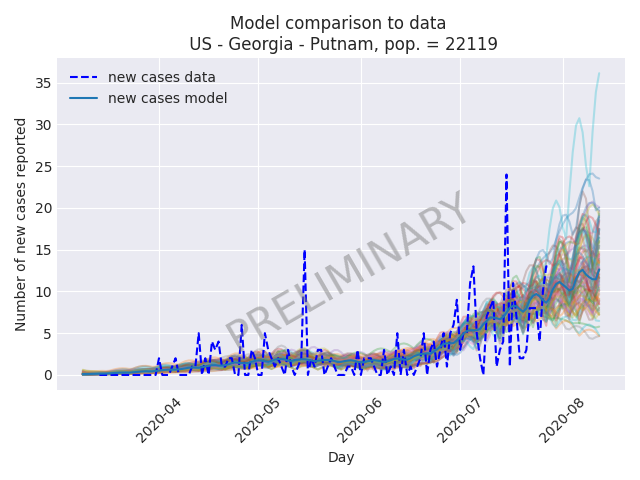 Model comparison to data
US - Georgia - Putnam, pop. = 22119
new cases data
new cases model
PRELIMINARY
Number of new cases reported
35
30
25
20
15
10
5
0
2020-04
2020-05
2020-06
2020-07
2020-08
Day